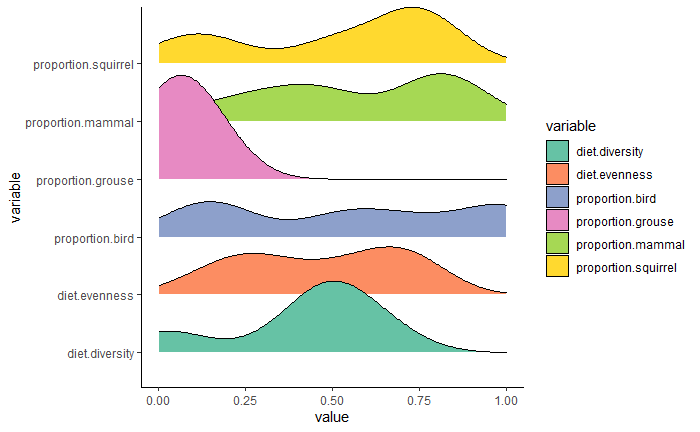 proportion.squirrel
proportion.mammal
proportion.grouse
proportion.bird
diet.evenness
diet.diversity
variable
0.00 0.25 0.50 0.75 1.00
value
variable
diet.diversity
diet.evenness
proportion.bird
proportion.grouse
proportion.mammal
proportion.squirrel